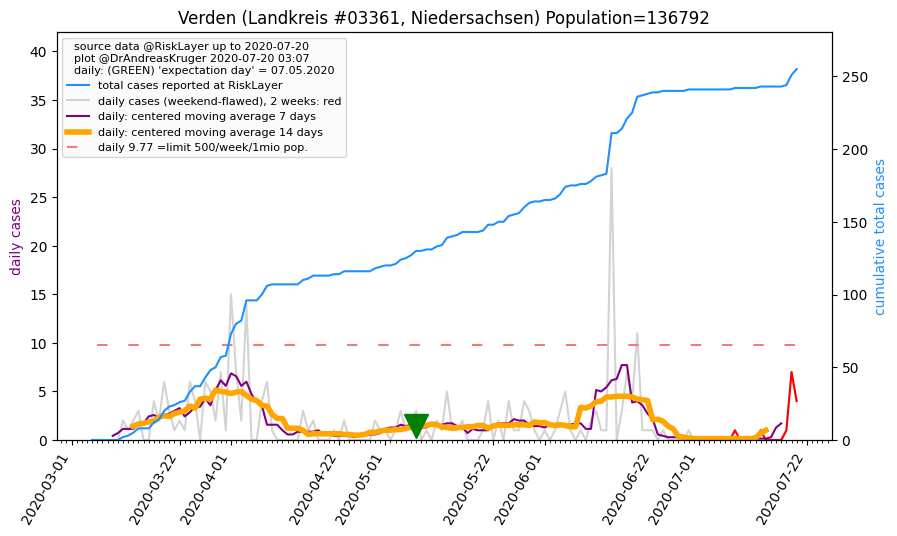 Verden (Landkreis #03361, Niedersachsen) Population=136792
source data @RiskLayer up to 2020-07-20
plot @DrAndreasKruger 2020-07-20 03:07
daily: (GREEN) 'expectation day' = 07.05.2020
total cases reported at RiskLayer
daily cases (weekend-flawed), 2 weeks: red
daily: centered moving average 7 days
daily: centered moving average 14 days
daily 9.77 =limit 500/week/1mio pop.
daily cases
40
35
30
25
20
15
10
5
0
250
200
150
100
50
0
cumulative total cases
2020-03-01
2020-03-22
2020-04-01
2020-04-22
2020-05-01
2020-05-22
2020-06-01
2020-06-22
2020-07-01
2020-07-22